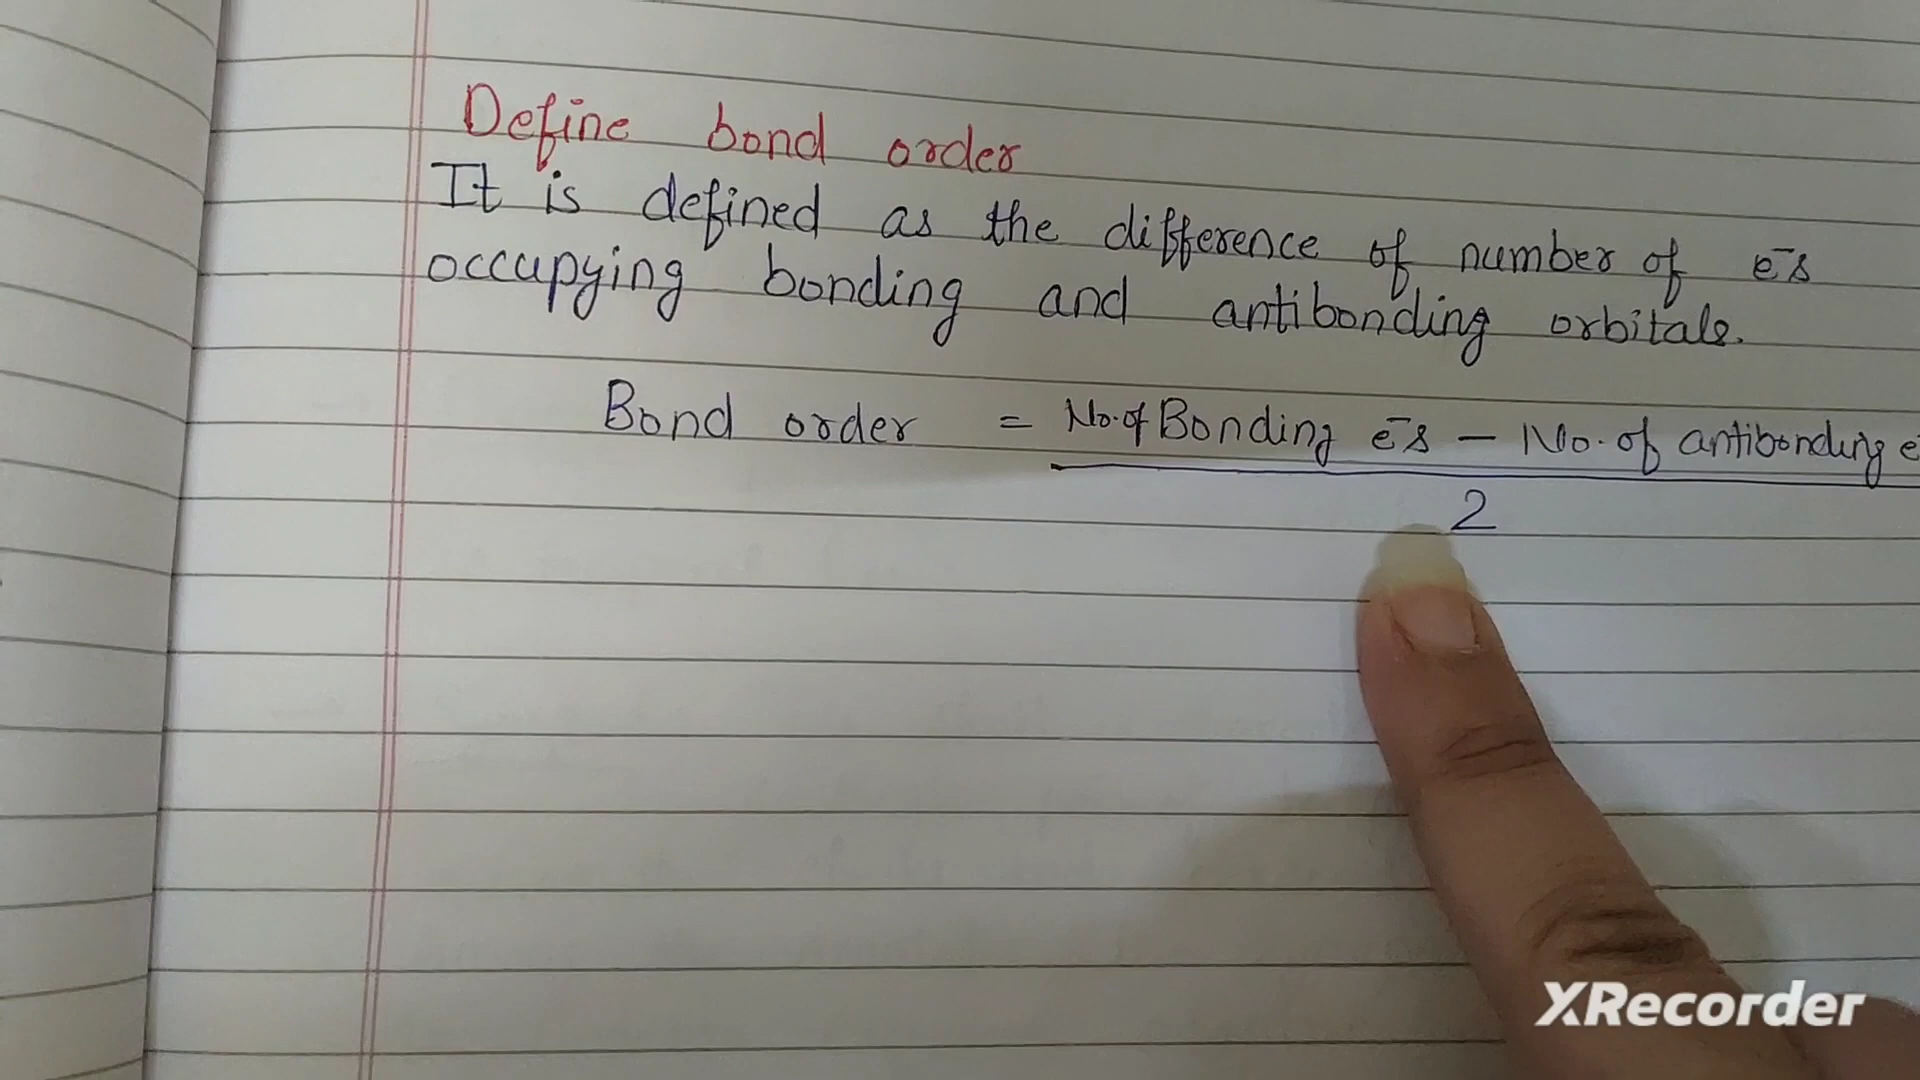 Define bond order
It is defined as the difference of number of e⁻s
occupying bonding and antibonding orbitals.
Bond order = No. of Bonding e⁻s – No. of antibonding e
2
XRecorder